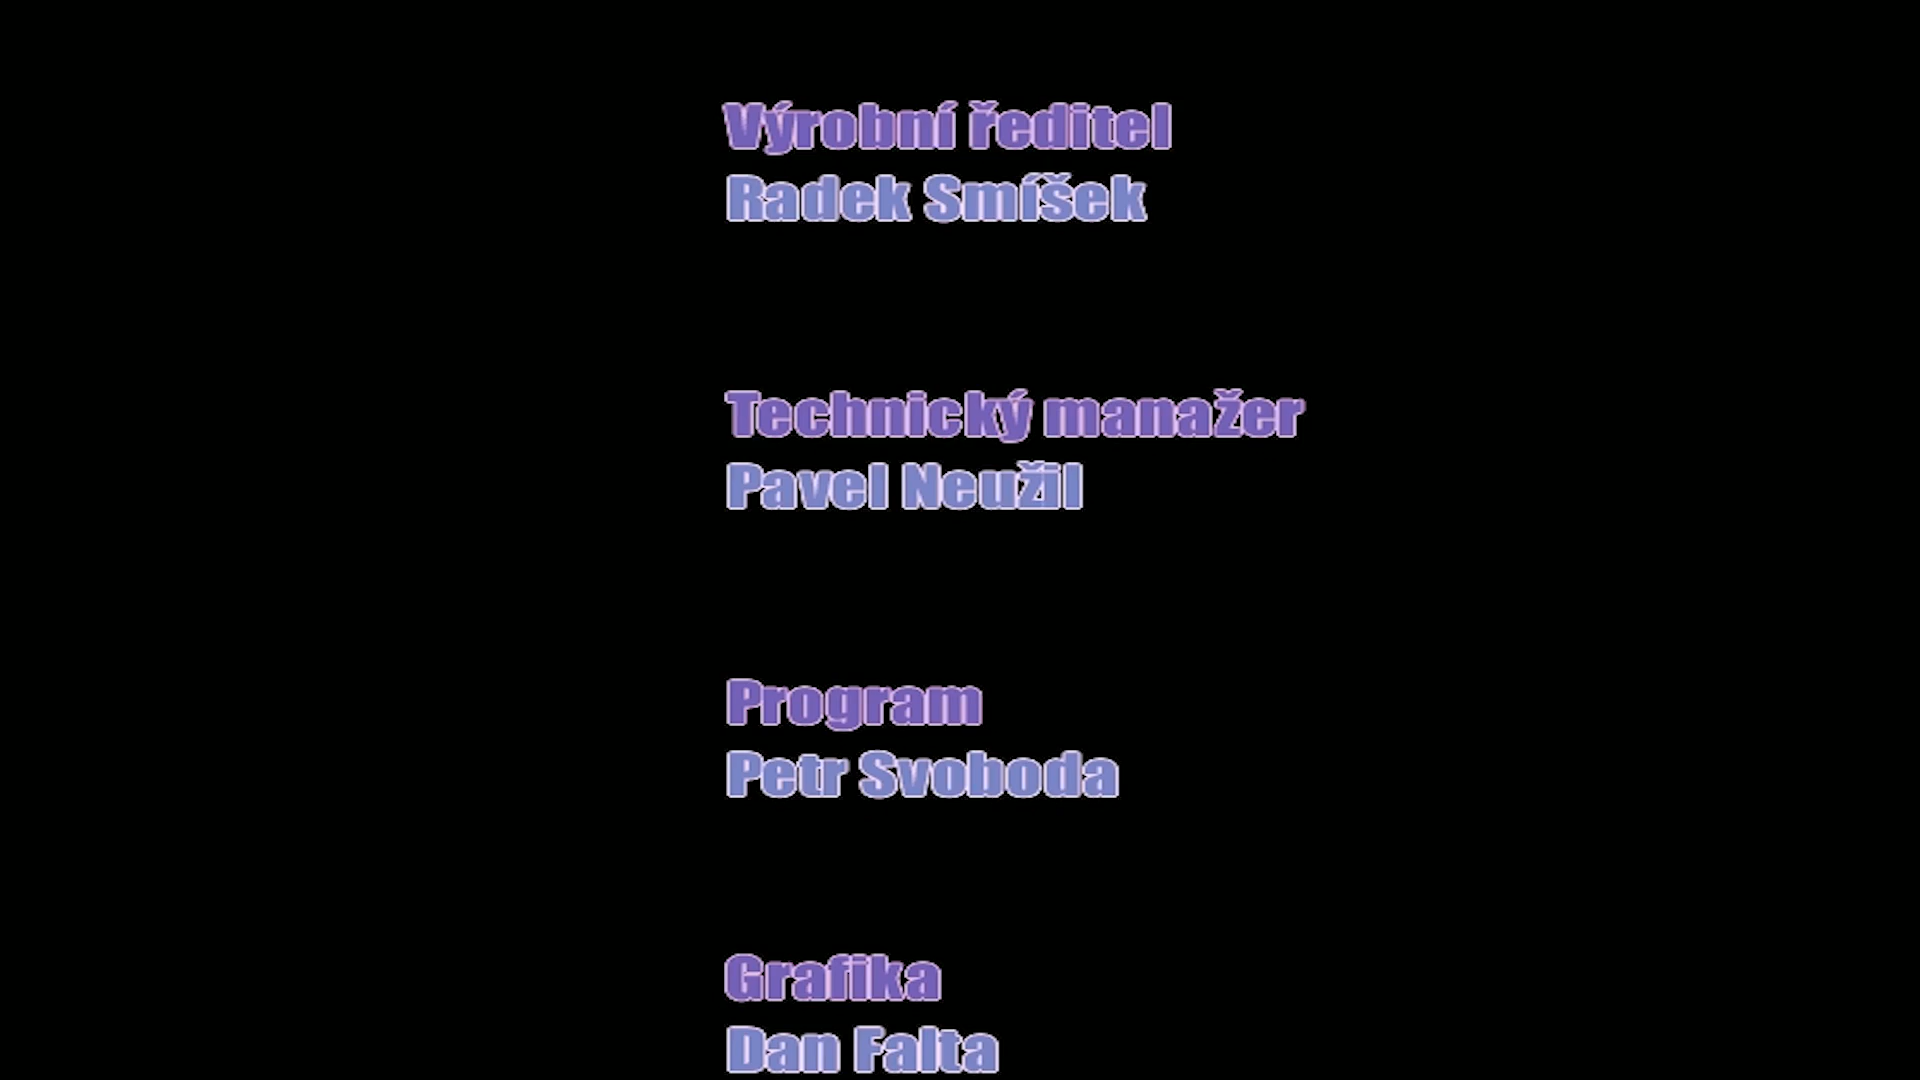 Výrobní ředitel
Radek Smíšek
Technický manažer
Pavel Neužil
Program
Petr Svoboda
Grafika
Dan Falta